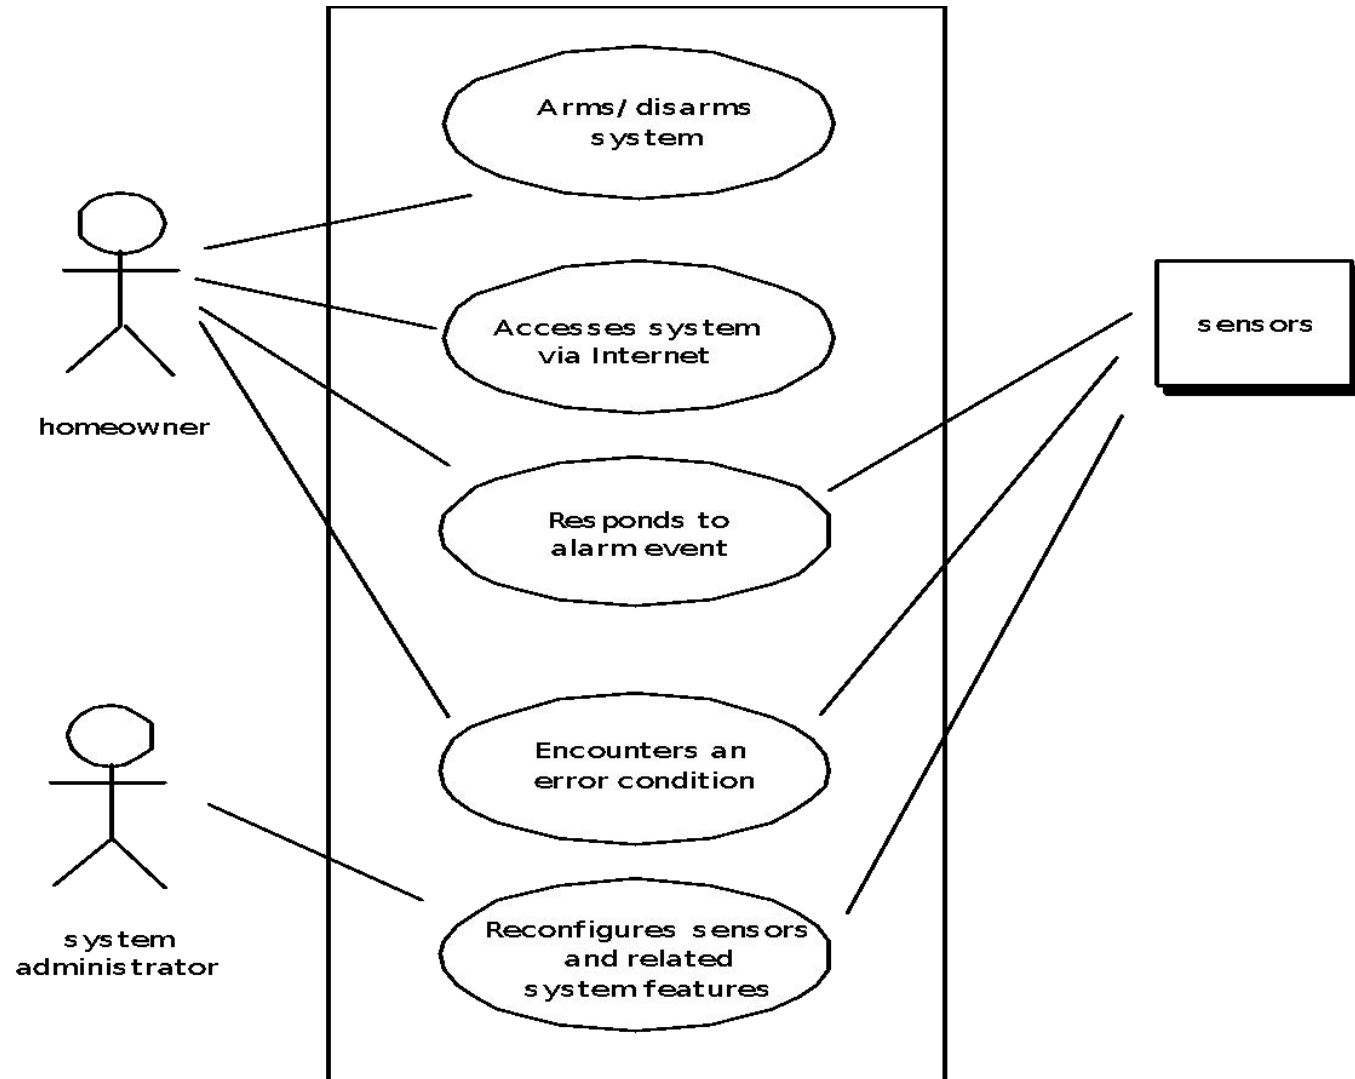 Arms/disarms
system
Accesses system
via Internet
sensors
homeowner
Responds to
alarm event
Encounters an
error condition
system
administrator
Reconfigures sensors
and related
system features